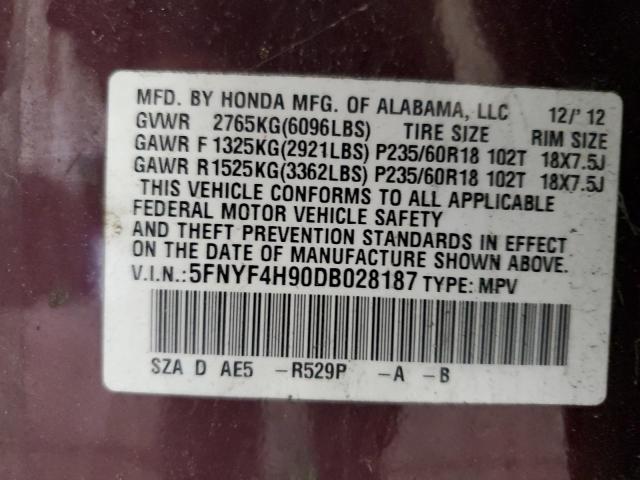 MFD. BY HONDA MFG. OF ALABAMA, LLC 12/' 12
GVWR 2765KG(6096LBS) TIRE SIZE RIM SIZE
GAWR F 1325KG(2921LBS) P235/60R18 102T 18X7.5J
GAWR R1525KG(3362LBS) P235/60R18 102T 18X7.5J
THIS VEHICLE CONFORMS TO ALL APPLICABLE
FEDERAL MOTOR VEHICLE SAFETY
AND THEFT PREVENTION STANDARDS IN EFFECT
ON THE DATE OF MANUFACTURE SHOWN ABOVE.
V.I.N.: 5FNYF4H90DB028187 TYPE: MPV
SZA D AE5 -R529P -A -B